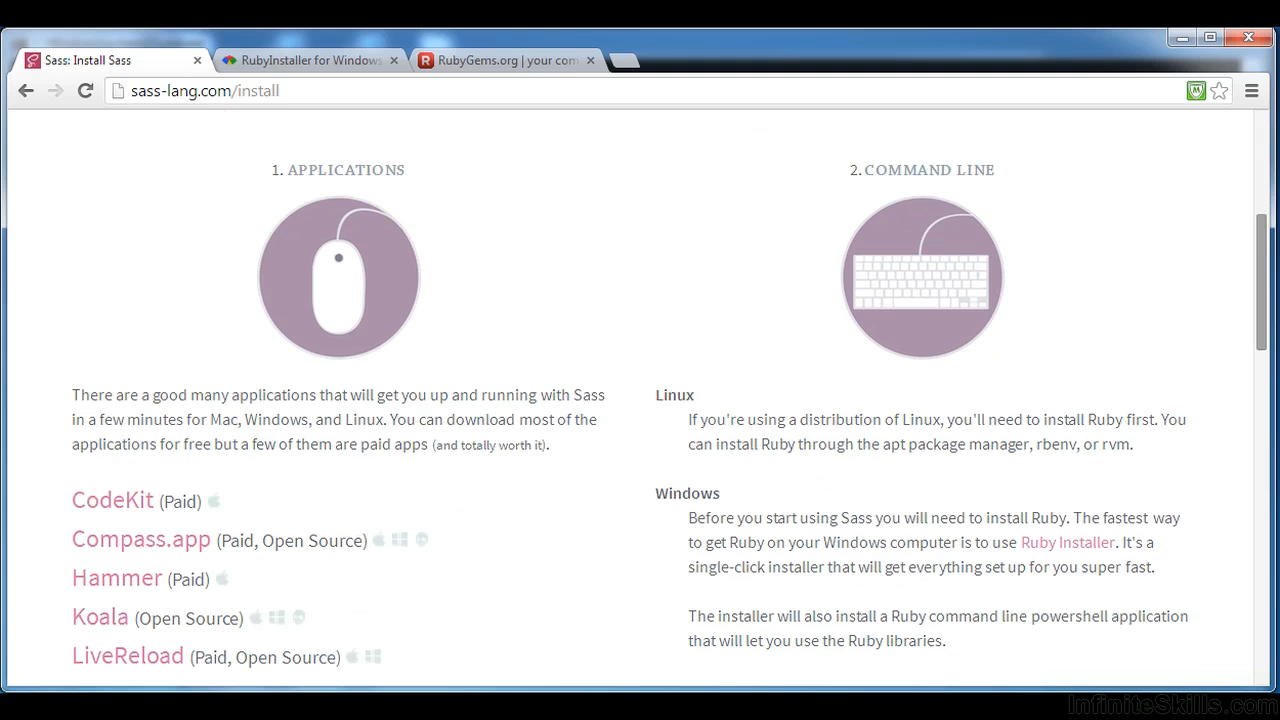 Sass: Install Sass
RubyInstaller for Windows
RubyGems.org | your com
sass-lang.com/install
1. APPLICATIONS
There are a good many applications that will get you up and running with Sass
in a few minutes for Mac, Windows, and Linux. You can download most of the
applications for free but a few of them are paid apps (and totally worth it).
CodeKit (Paid)
Compass.app (Paid, Open Source)
Hammer (Paid)
Koala (Open Source)
LiveReload (Paid, Open Source)
2. COMMAND LINE
Linux
If you're using a distribution of Linux, you'll need to install Ruby first. You
can install Ruby through the apt package manager, rbenv, or rvm.
Windows
Before you start using Sass you will need to install Ruby. The fastest way
to get Ruby on your Windows computer is to use Ruby Installer. It's a
single-click installer that will get everything set up for you super fast.
The installer will also install a Ruby command line powershell application
that will let you use the Ruby libraries.
InfiniteSkills.com